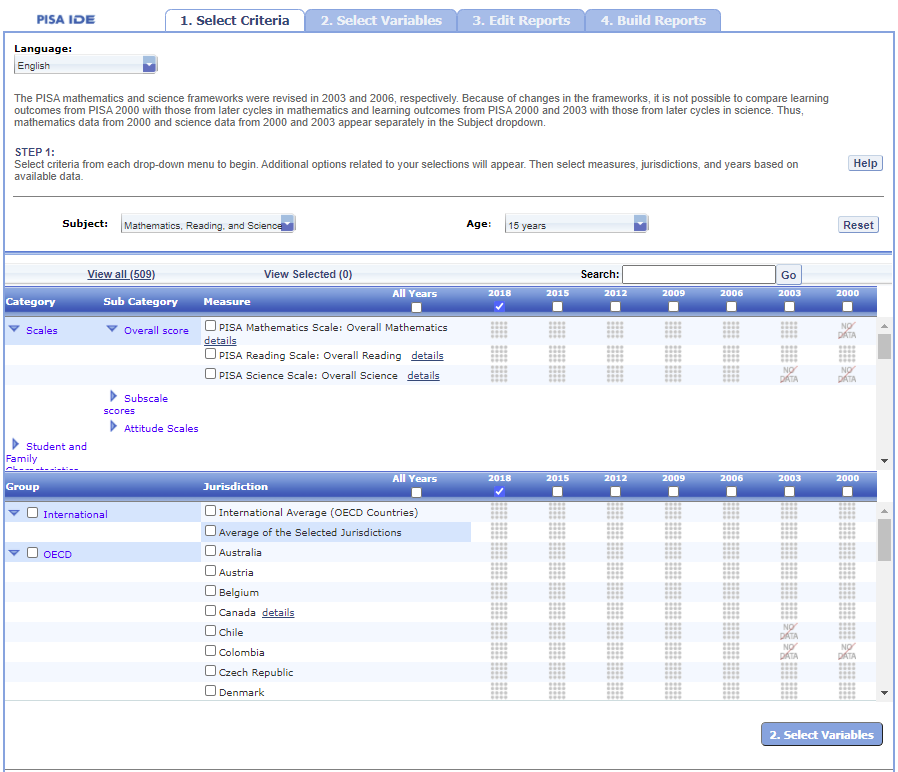 PISA IDE
1. Select Criteria
2. Select Variables
3. Edit Reports
4. Build Reports
Language:
English
The PISA mathematics and science frameworks were revised in 2003 and 2006, respectively. Because of changes in the frameworks, it is not possible to compare learning
outcomes from PISA 2000 with those from later cycles in mathematics and learning outcomes from PISA 2000 and 2003 with those from later cycles in science. Thus,
mathematics data from 2000 and science data from 2000 and 2003 appear separately in the Subject dropdown.
STEP 1:
Select criteria from each drop-down menu to begin. Additional options related to your selections will appear. Then select measures, jurisdictions, and years based on
available data.
Help
Subject: Mathematics, Reading, and Science Age: 15 years Reset
View all (509) View Selected (0) Search: Go
Category Sub Category Measure All Years 2018 2015 2012 2009 2006 2003 2000
Scales Overall score PISA Mathematics Scale: Overall Mathematics
details
NO DATA
PISA Reading Scale: Overall Reading details
PISA Science Scale: Overall Science details NO DATA NO DATA
Subscale
scores
Attitude Scales
Student and
Family
Characteristics
Group Jurisdiction All Years 2018 2015 2012 2009 2006 2003 2000
International International Average (OECD Countries)
Average of the Selected Jurisdictions
OECD Australia
Austria
Belgium
Canada details
Chile NO DATA
Colombia NO DATA NO DATA
Czech Republic
Denmark
2. Select Variables